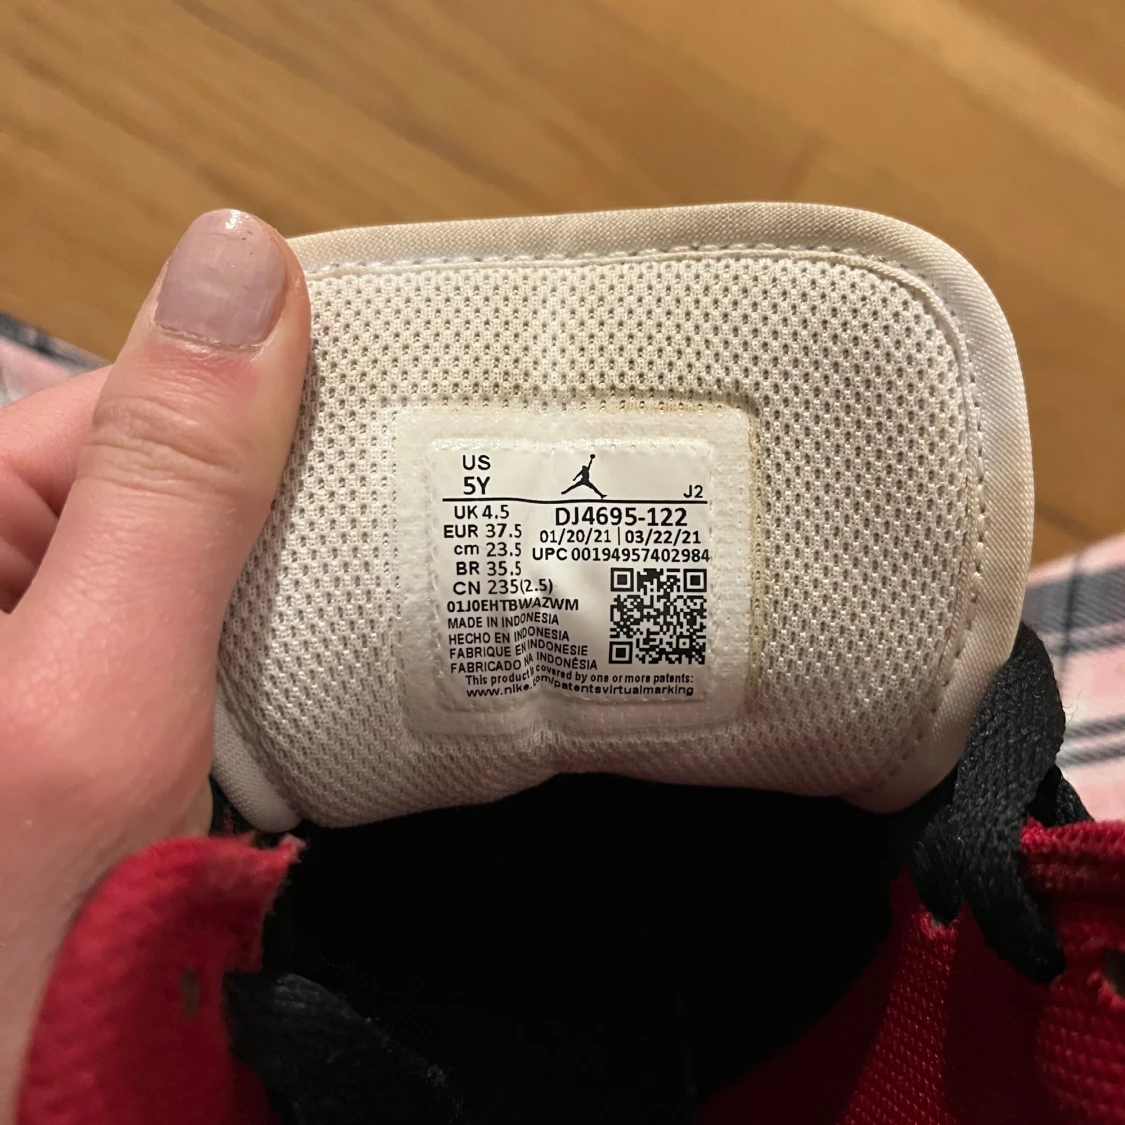 US
5Y
J2
UK 4.5
EUR 37.5
cm 23.5
BR 35.5
CN 235(2.5)
DJ4695-122
01/20/21 | 03/22/21
UPC 00194957402984
01J0EHTBWAZWM
MADE IN INDONESIA
HECHO EN INDONESIA
FABRIQUE EN INDONESIE
FABRICADO NA INDONÉSIA
This product is covered by one or more patents:
www.nike.com/patentsvirtualmarking